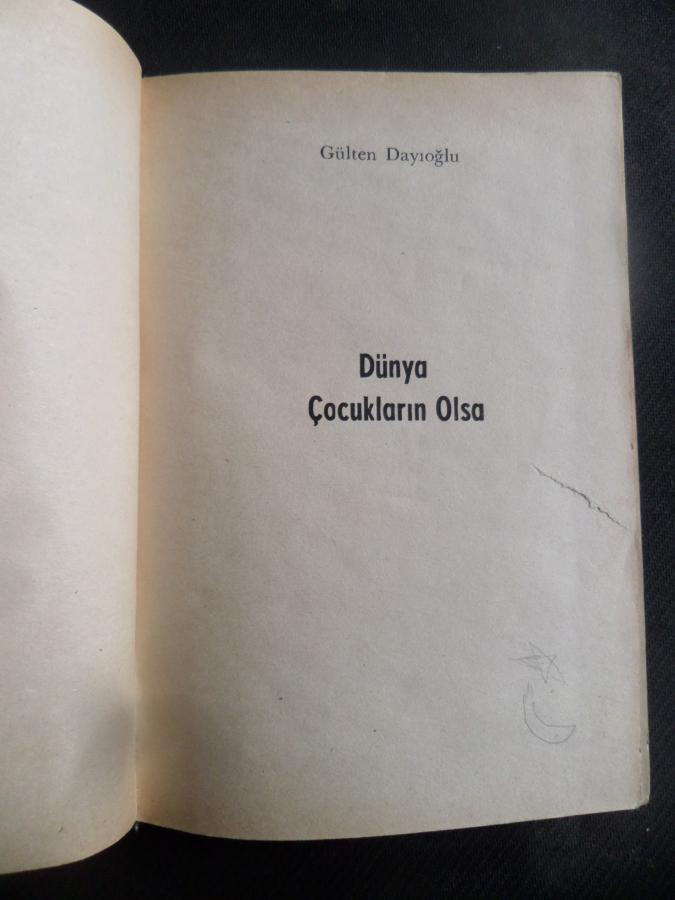 Gülten Dayıoğlu
Dünya
Çocukların Olsa